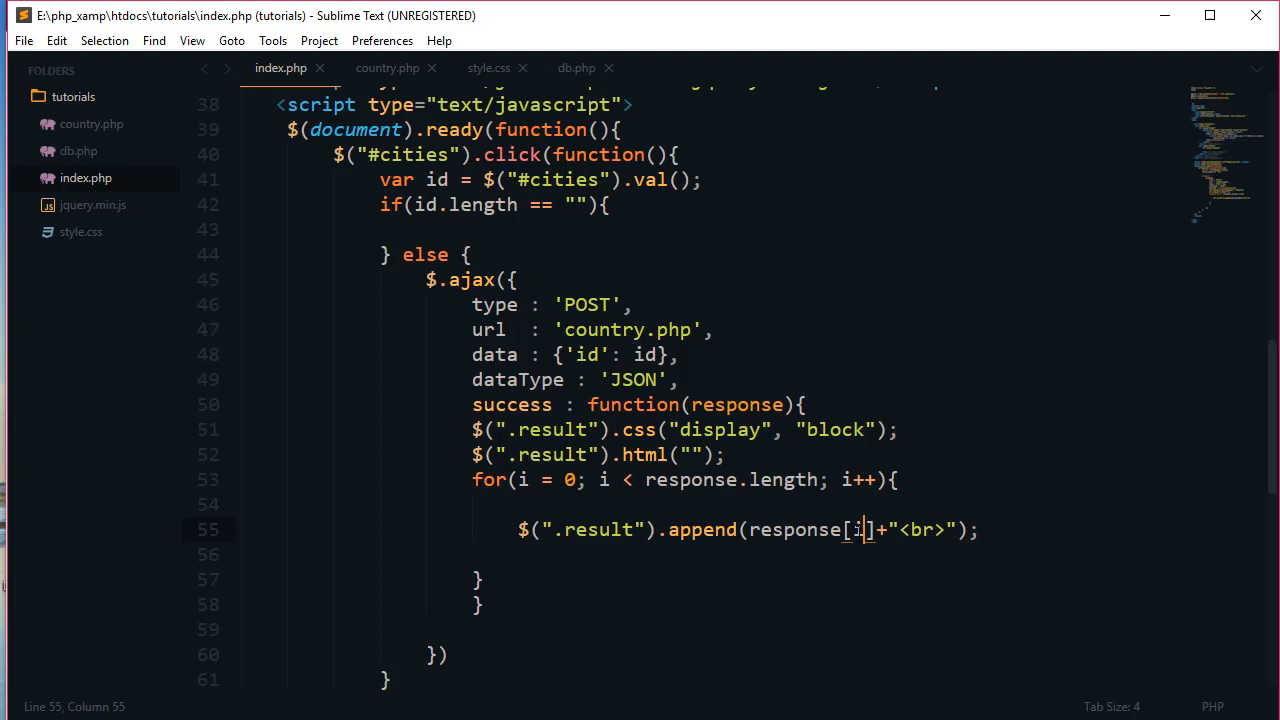 E:\php_xamp\htdocs\tutorials\index.php (tutorials) - Sublime Text (UNREGISTERED)
File Edit Selection Find View Goto Tools Project Preferences Help
FOLDERS
tutorials
country.php
db.php
index.php
jquery.min.js
style.css
index.php country.php style.css db.php
38 <script type="text/javascript">
39 $(document).ready(function(){
40 $("#cities").click(function(){
41 var id = $("#cities").val();
42 if(id.length == ""){
43
44 } else {
45 $.ajax({
46 type : 'POST',
47 url : 'country.php',
48 data : {'id': id},
49 dataType : 'JSON',
50 success : function(response){
51 $(".result").css("display", "block");
52 $(".result").html("");
53 for(i = 0; i < response.length; i++){
54
55 $(".result").append(response[i]+"<br>");
56
57 }
58 }
59
60 })
61 }
Line 55, Column 55
Tab Size: 4
PHP